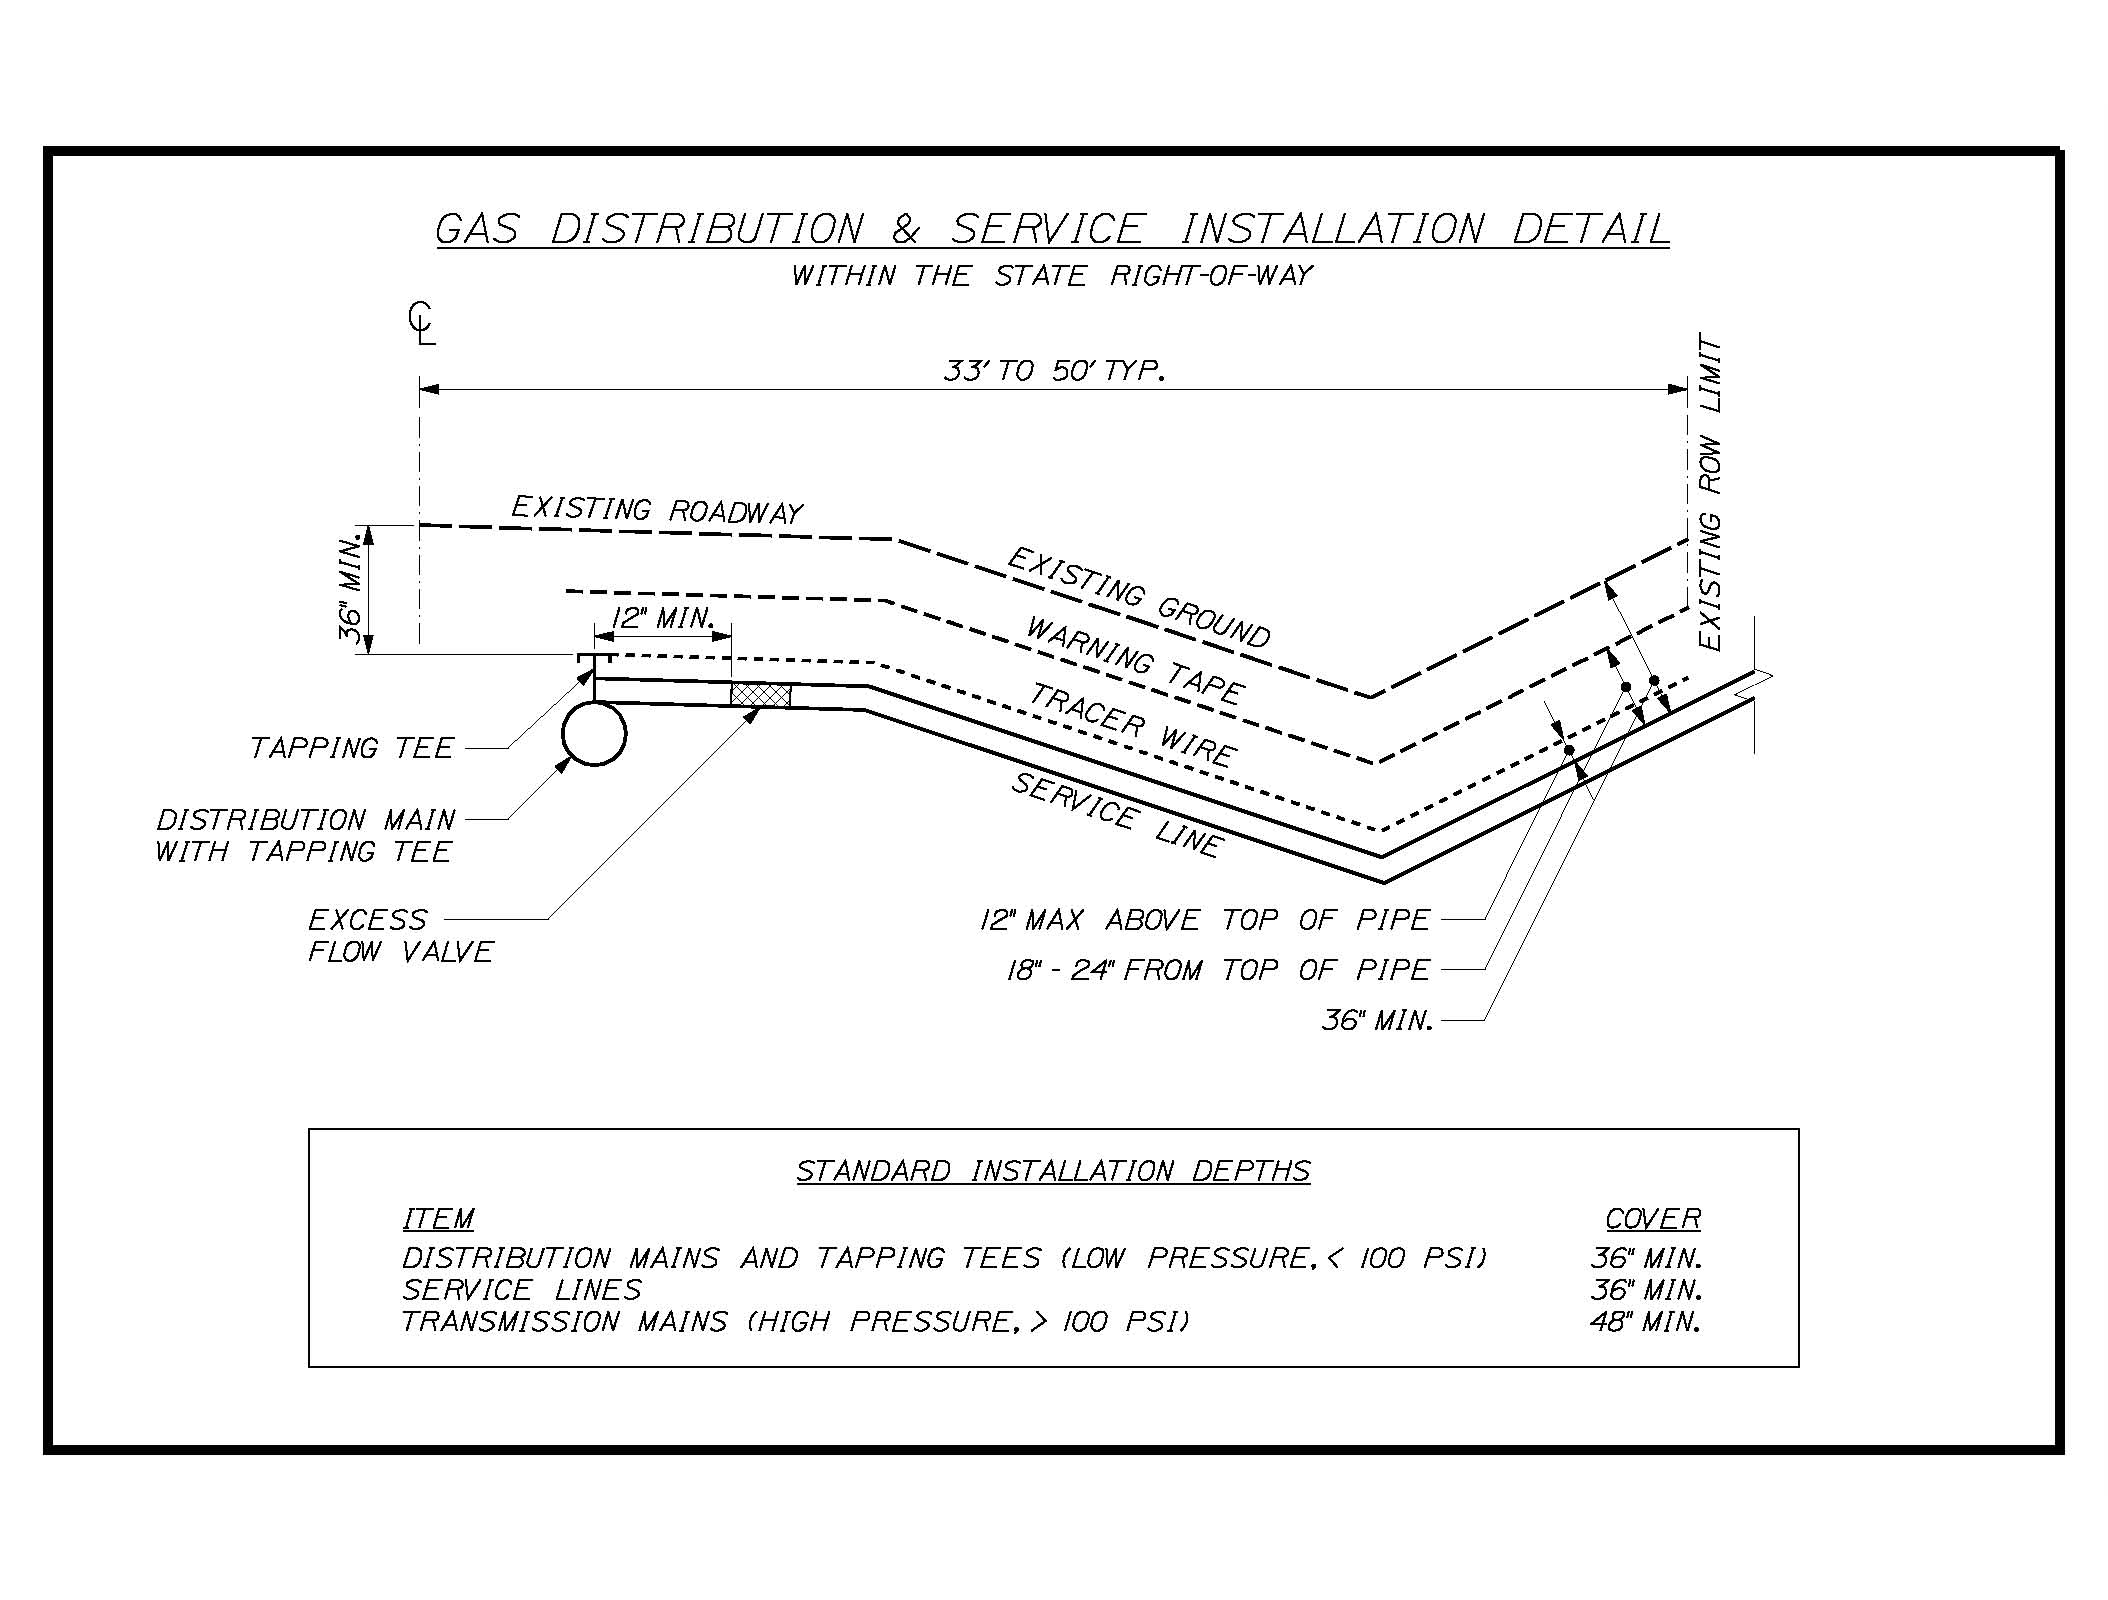 GAS DISTRIBUTION & SERVICE INSTALLATION DETAIL
WITHIN THE STATE RIGHT-OF-WAY
℄
33' TO 50' TYP.
EXISTING ROW LIMIT
EXISTING ROADWAY
36" MIN.
EXISTING GROUND
12" MIN.
WARNING TAPE
TRACER WIRE
SERVICE LINE
TAPPING TEE
DISTRIBUTION MAIN
WITH TAPPING TEE
EXCESS
FLOW VALVE
12" MAX ABOVE TOP OF PIPE
18" - 24" FROM TOP OF PIPE
36" MIN.
STANDARD INSTALLATION DEPTHS
ITEM COVER
DISTRIBUTION MAINS AND TAPPING TEES (LOW PRESSURE, < 100 PSI) 36" MIN.
SERVICE LINES 36" MIN.
TRANSMISSION MAINS (HIGH PRESSURE, > 100 PSI) 48" MIN.